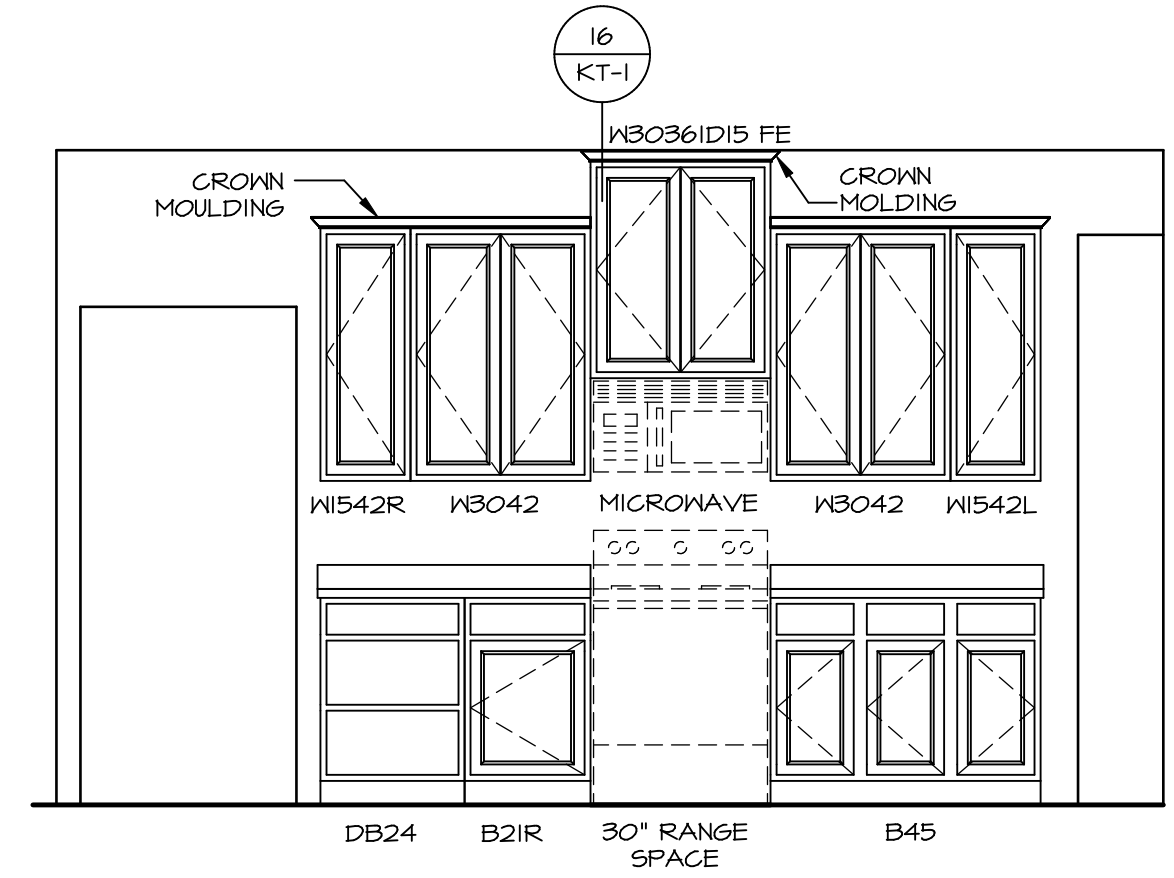 16
KT-1
W30361D15 FE
CROWN
MOULDING
CROWN
MOLDING
W1542R
W3042
MICROWAVE
W3042
W1542L
DB24
B21R
30" RANGE
SPACE
B45